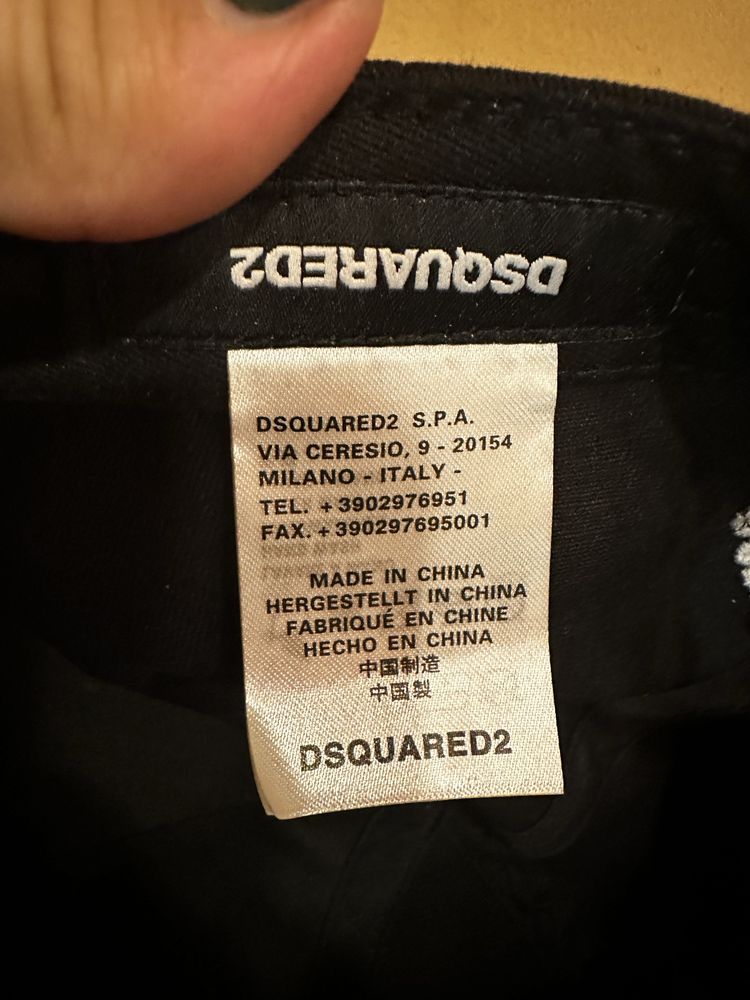 DSQUARED2
DSQUARED2 S.P.A.
VIA CERESIO, 9 - 20154
MILANO - ITALY -
TEL. +3902976951
FAX. +390297695001
MADE IN CHINA
HERGESTELLT IN CHINA
FABRIQUÉ EN CHINE
HECHO EN CHINA
中国制造
中国製
DSQUARED2